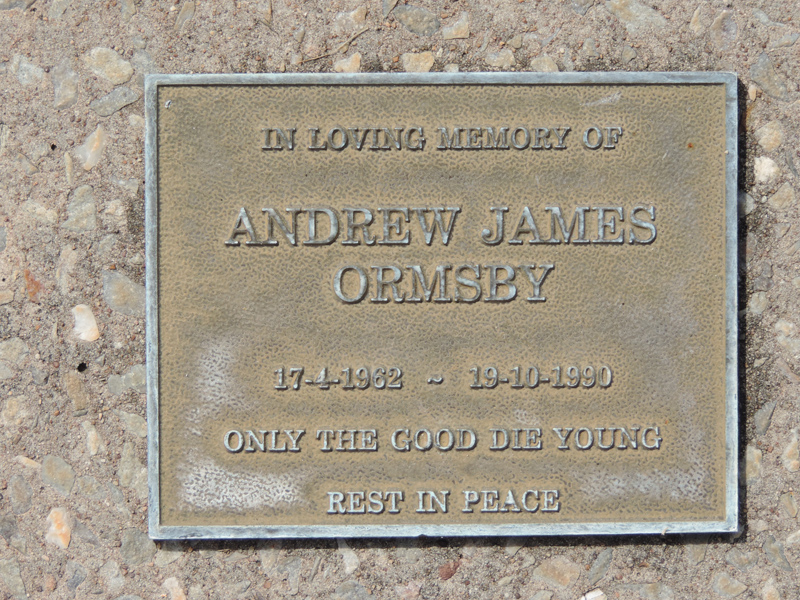 IN LOVING MEMORY OF
ANDREW JAMES
ORMSBY
17-4-1962 ~ 19-10-1990
ONLY THE GOOD DIE YOUNG
REST IN PEACE